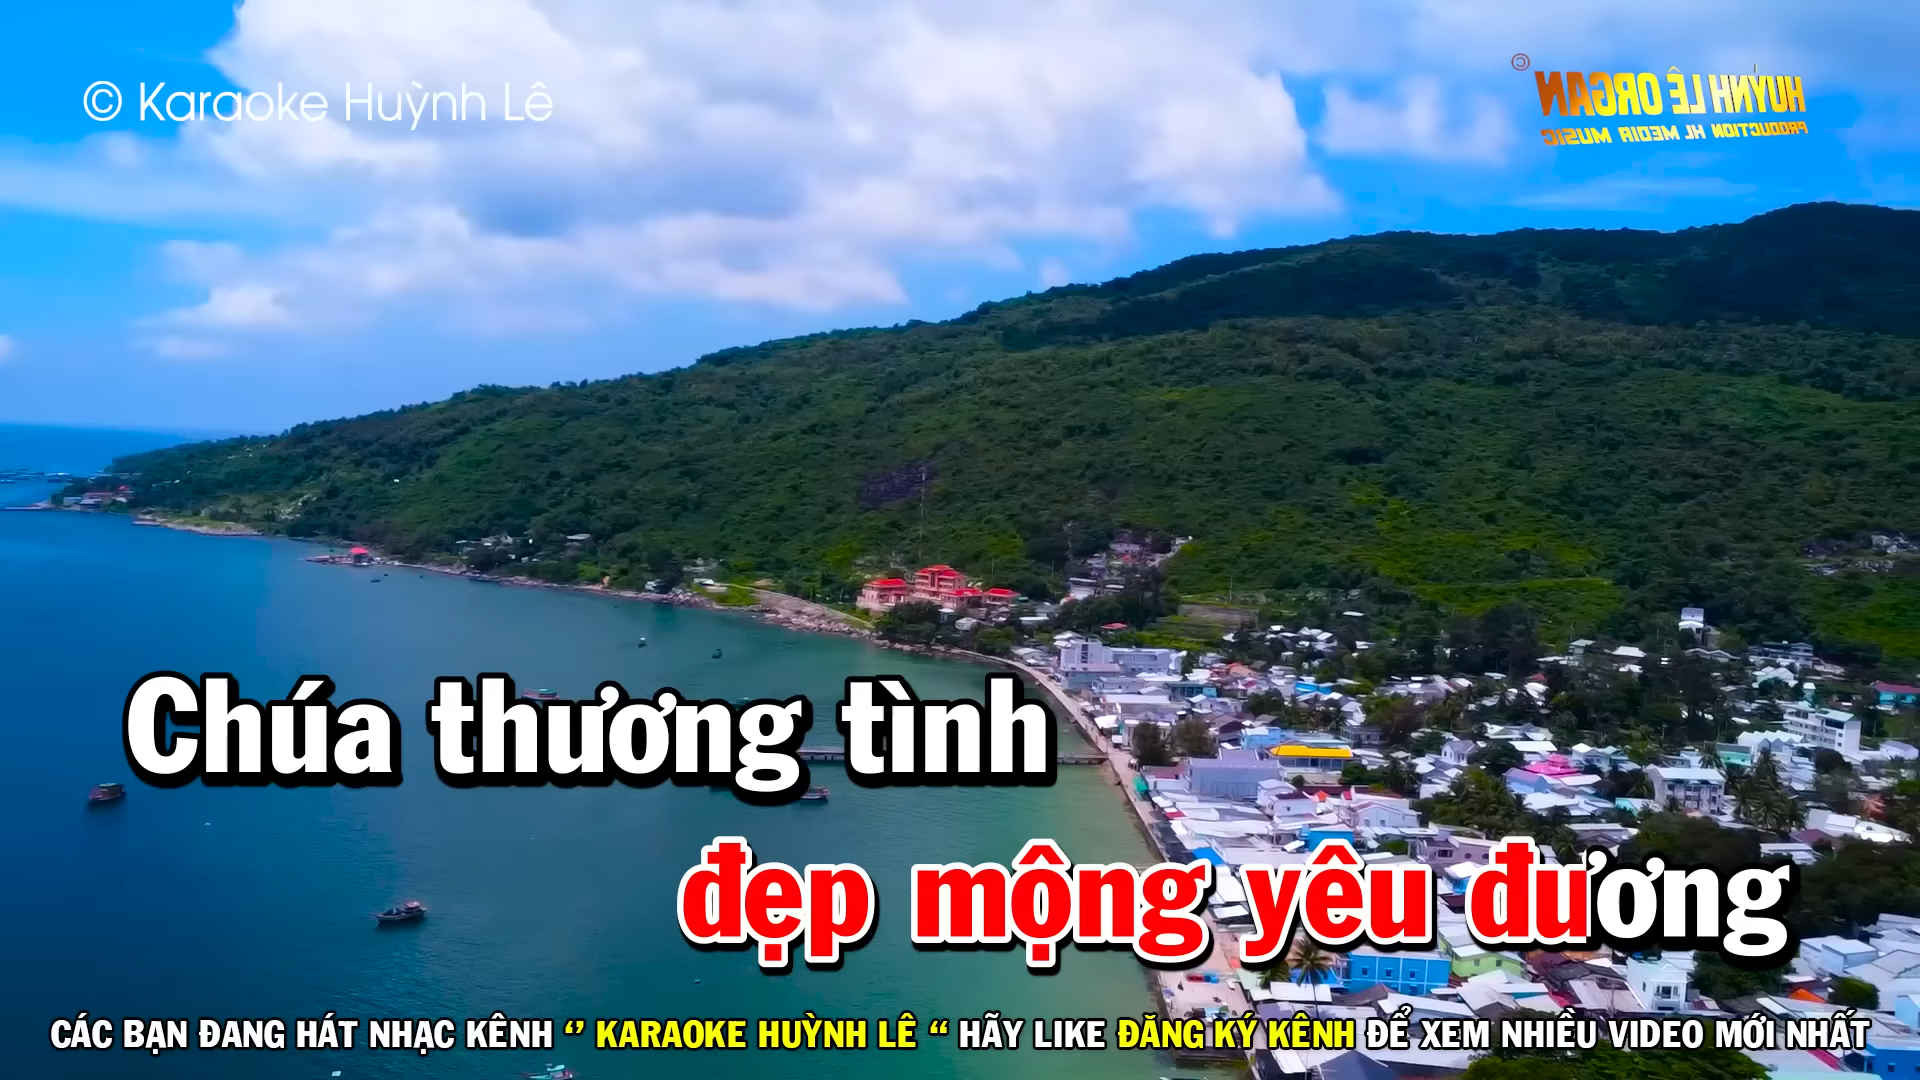 © Karaoke Huỳnh Lê
© HUỲNH LÊ ORGAN
PRODUCTION HL MEDIA MUSIC
Chúa thương tình
đẹp mộng yêu đương
CÁC BẠN ĐANG HÁT NHẠC KÊNH ‘’ KARAOKE HUỲNH LÊ “ HÃY LIKE ĐĂNG KÝ KÊNH ĐỂ XEM NHIỀU VIDEO MỚI NHẤT